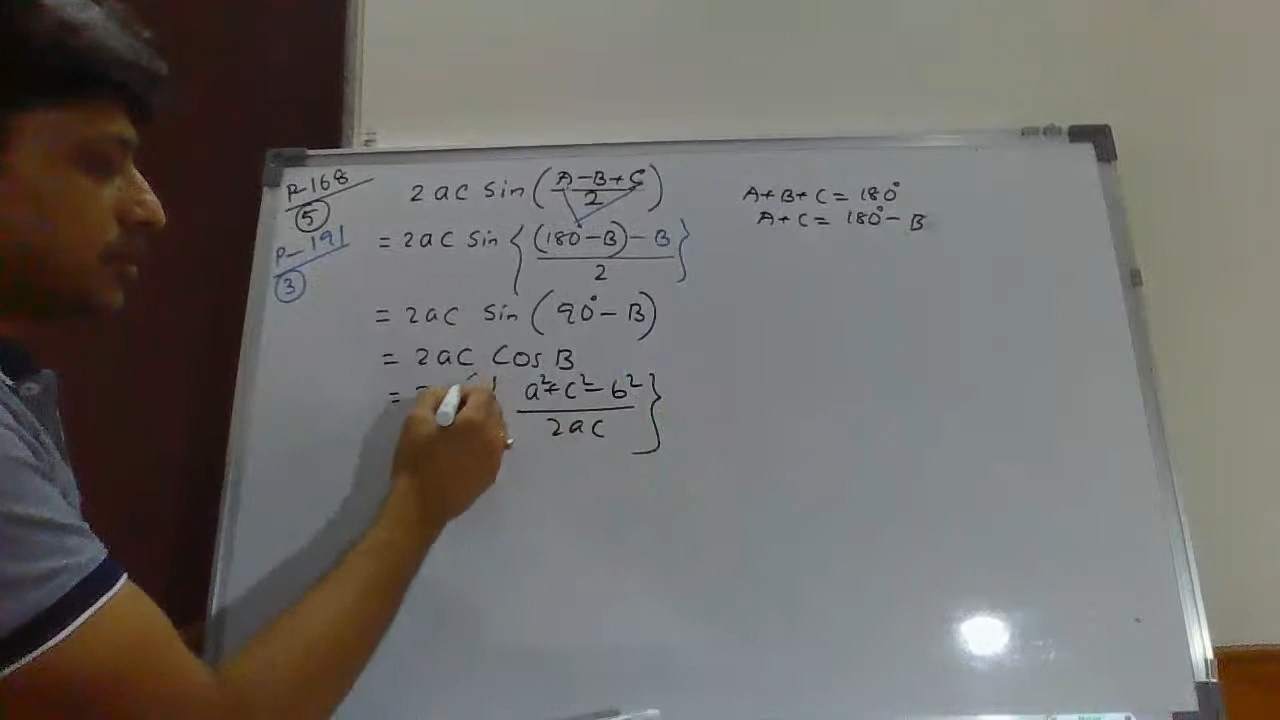 P-168
5
P-191
3
2ac Sin(A-B+C/2)
= 2ac Sin{(180°-B)-B/2}
= 2ac Sin(90°-B)
= 2ac Cos B
= a²+c²-b²/2ac}
A+B+C = 180°
A+C = 180°-B